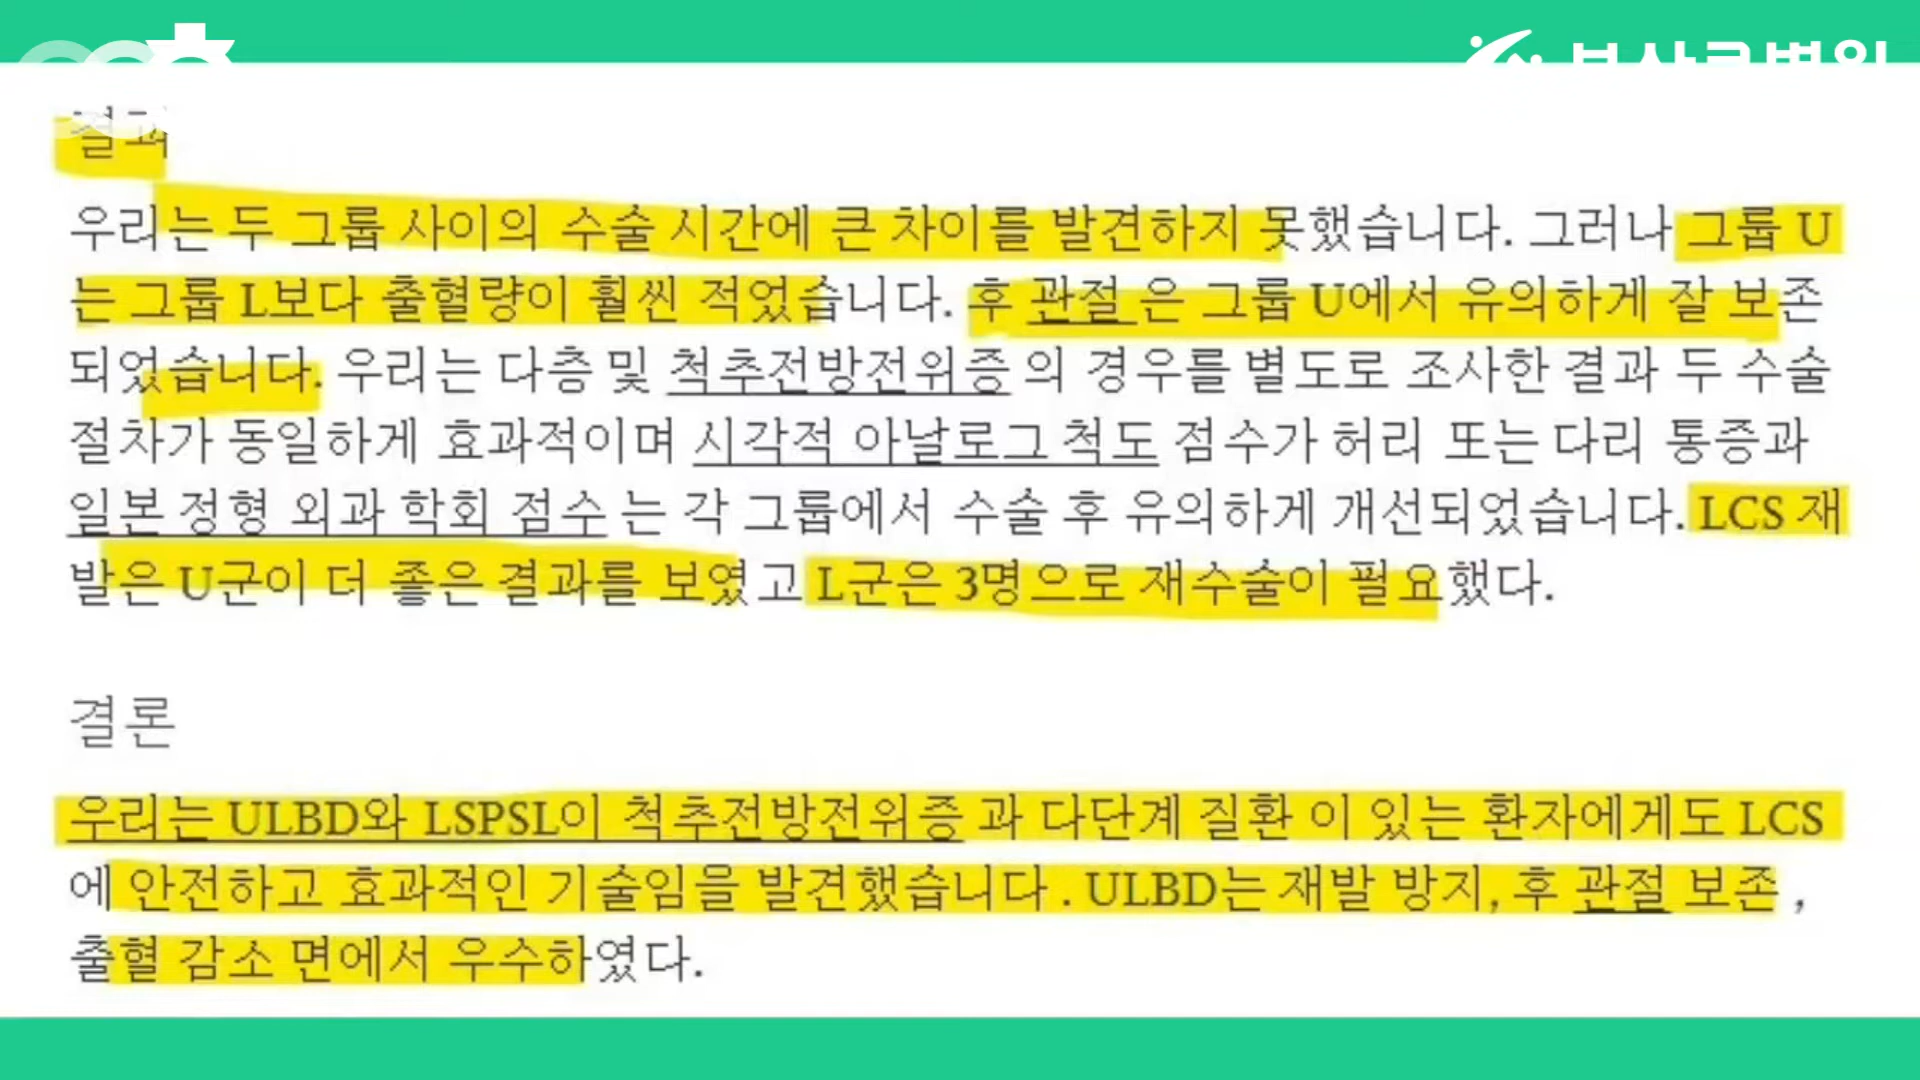 결과
우리는 두 그룹 사이의 수술 시간에 큰 차이를 발견하지 못했습니다. 그러나 그룹 U
는 그룹 L보다 출혈량이 훨씬 적었습니다. 후 관절 은 그룹 U에서 유의하게 잘 보존
되었습니다. 우리는 다층 및 척추전방전위증 의 경우를 별도로 조사한 결과 두 수술
절차가 동일하게 효과적이며 시각적 아날로그 척도 점수가 허리 또는 다리 통증과
일본 정형 외과 학회 점수 는 각 그룹에서 수술 후 유의하게 개선되었습니다. LCS 재
발은 U군이 더 좋은 결과를 보였고 L군은 3명으로 재수술이 필요했다.
결론
우리는 ULBD와 LSPSL이 척추전방전위증 과 다단계 질환 이 있는 환자에게도 LCS
에 안전하고 효과적인 기술임을 발견했습니다 . ULBD는 재발 방지, 후 관절 보존 ,
출혈 감소 면에서 우수하였다.